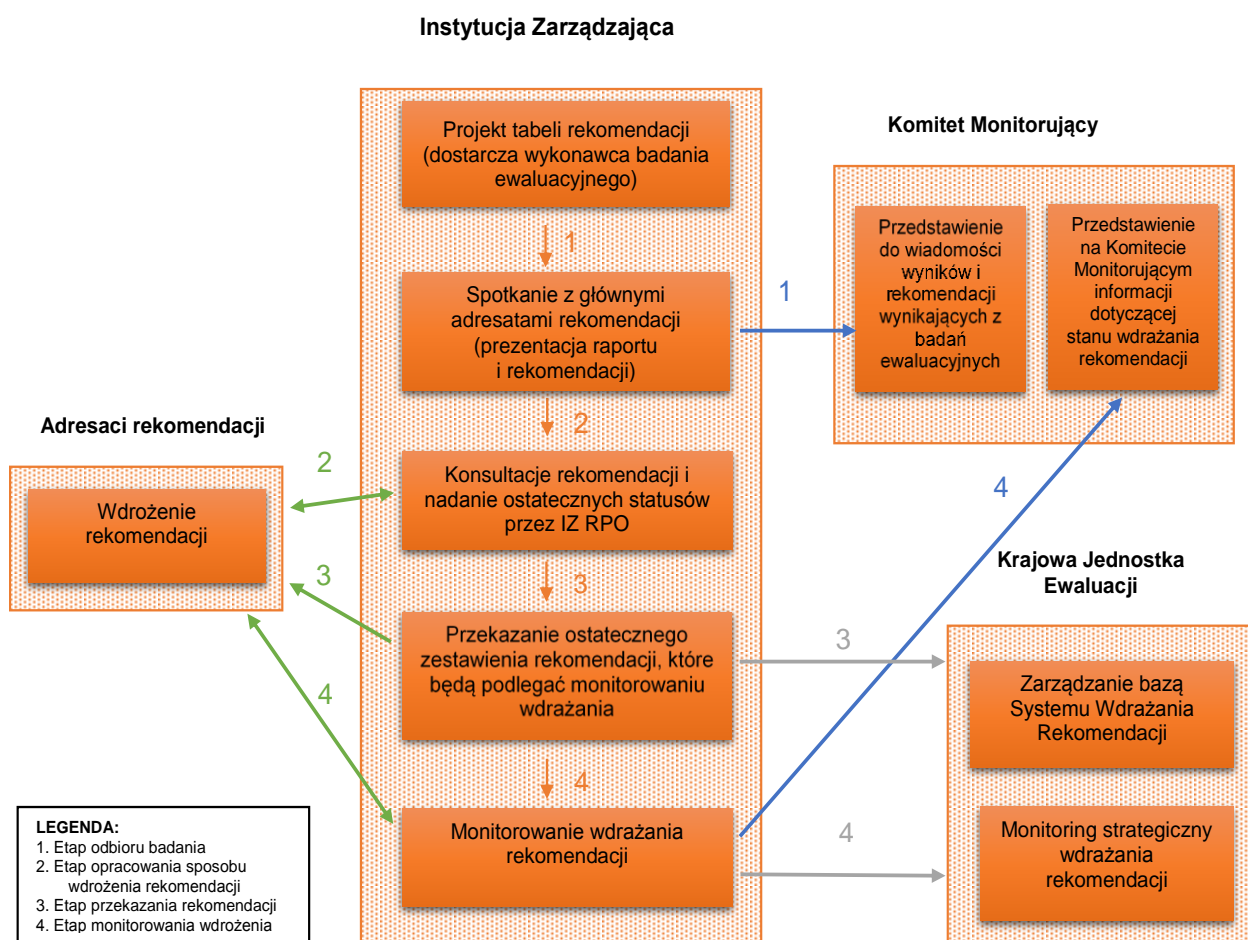 Instytucja Zarządzająca
Projekt tabeli rekomendacji
(dostarcza wykonawca badania
ewaluacyjnego)
1
Spotkanie z głównymi
adresatami rekomendacji
(prezentacja raportu
i rekomendacji)
2
Konsultacje rekomendacji i
nadanie ostatecznych statusów
przez IZ RPO
3
Przekazanie ostatecznego
zestawienia rekomendacji, które
będą podlegać monitorowaniu
wdrażania
4
Monitorowanie wdrażania
rekomendacji
Komitet Monitorujący
1
Przedstawienie
do wiadomości
wyników i
rekomendacji
wynikających z
badań
ewaluacyjnych
Przedstawienie
na Komitecie
Monitorującym
informacji
dotyczącej
stanu wdrażania
rekomendacji
4
Adresaci rekomendacji
2
Wdrożenie
rekomendacji
3
4
Krajowa Jednostka
Ewaluacji
3
Zarządzanie bazą
Systemu Wdrażania
Rekomendacji
4
Monitoring strategiczny
wdrażania
rekomendacji
LEGENDA:
1. Etap odbioru badania
2. Etap opracowania sposobu
wdrożenia rekomendacji
3. Etap przekazania rekomendacji
4. Etap monitorowania wdrożenia